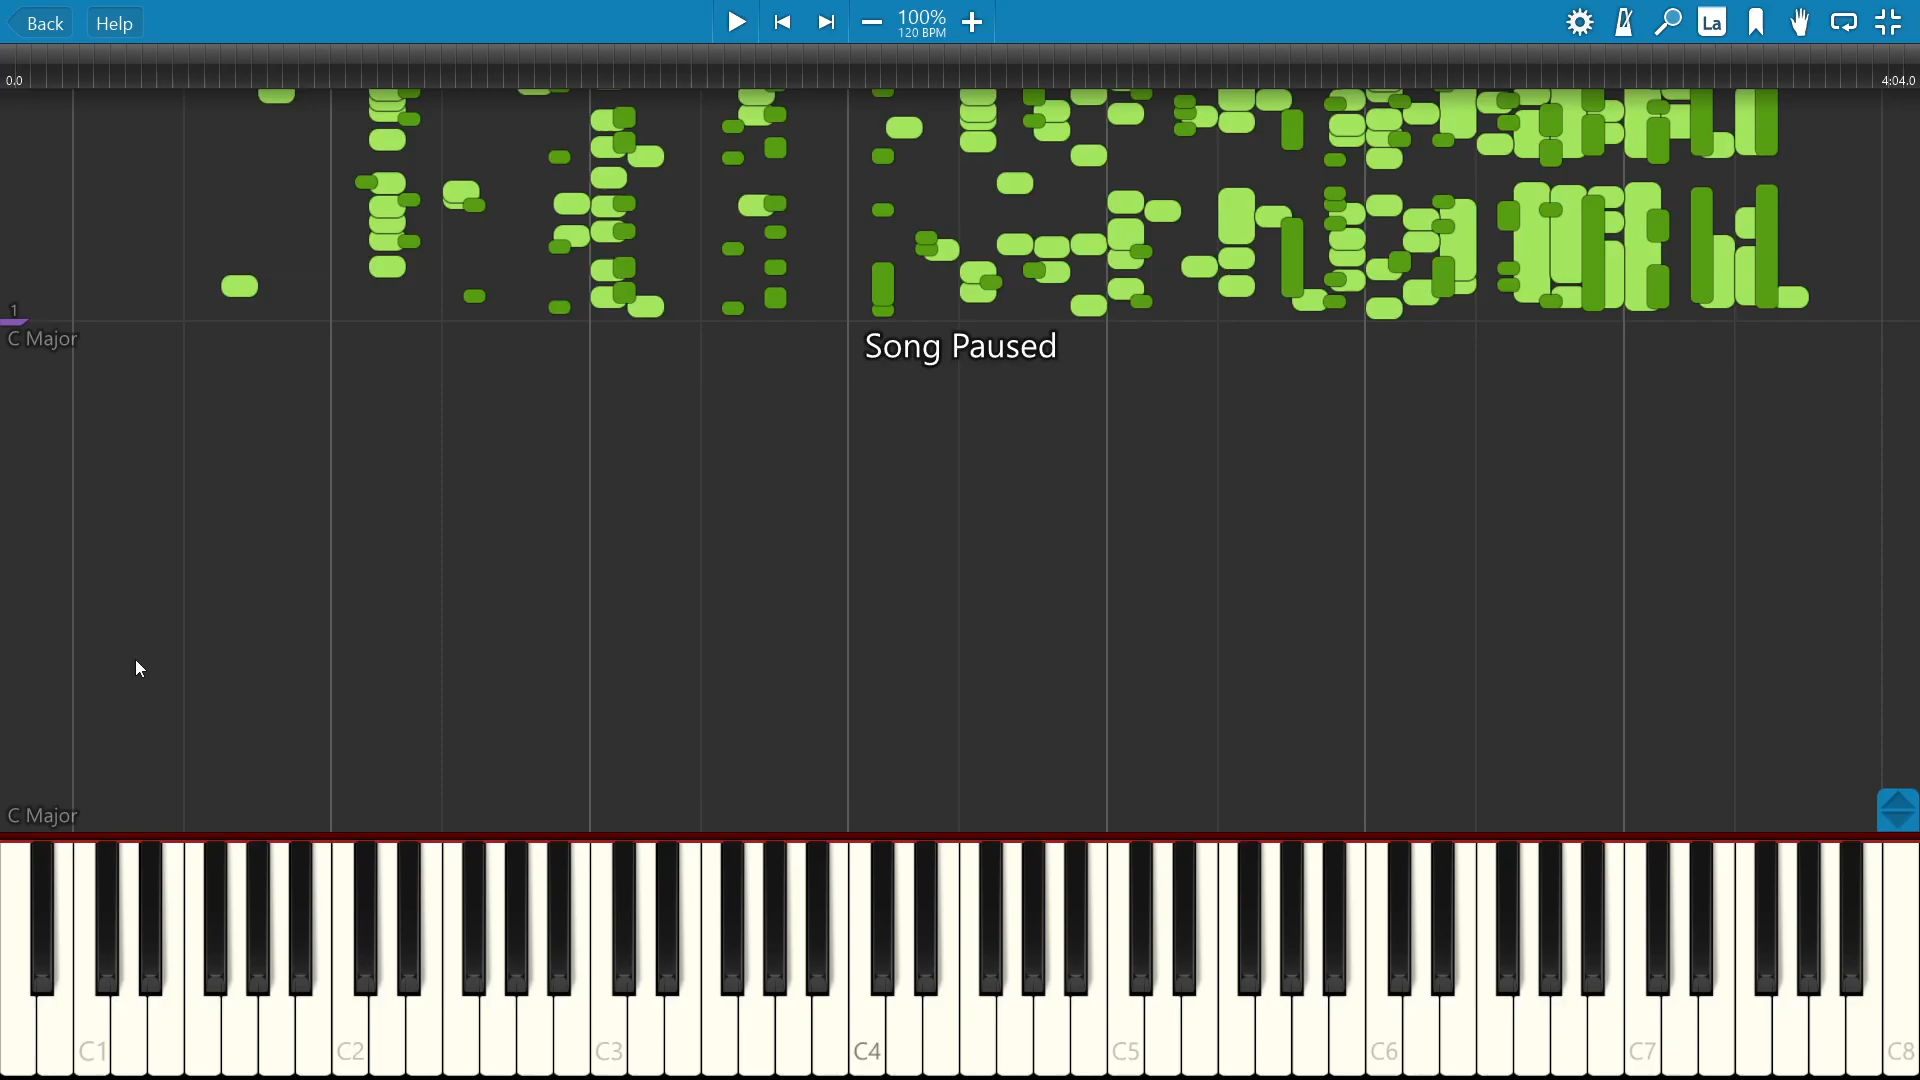 Back Help
100%
120 BPM
La
0.0 4:04.0
1
C Major
Song Paused
C Major
C1 C2 C3 C4 C5 C6 C7 C8